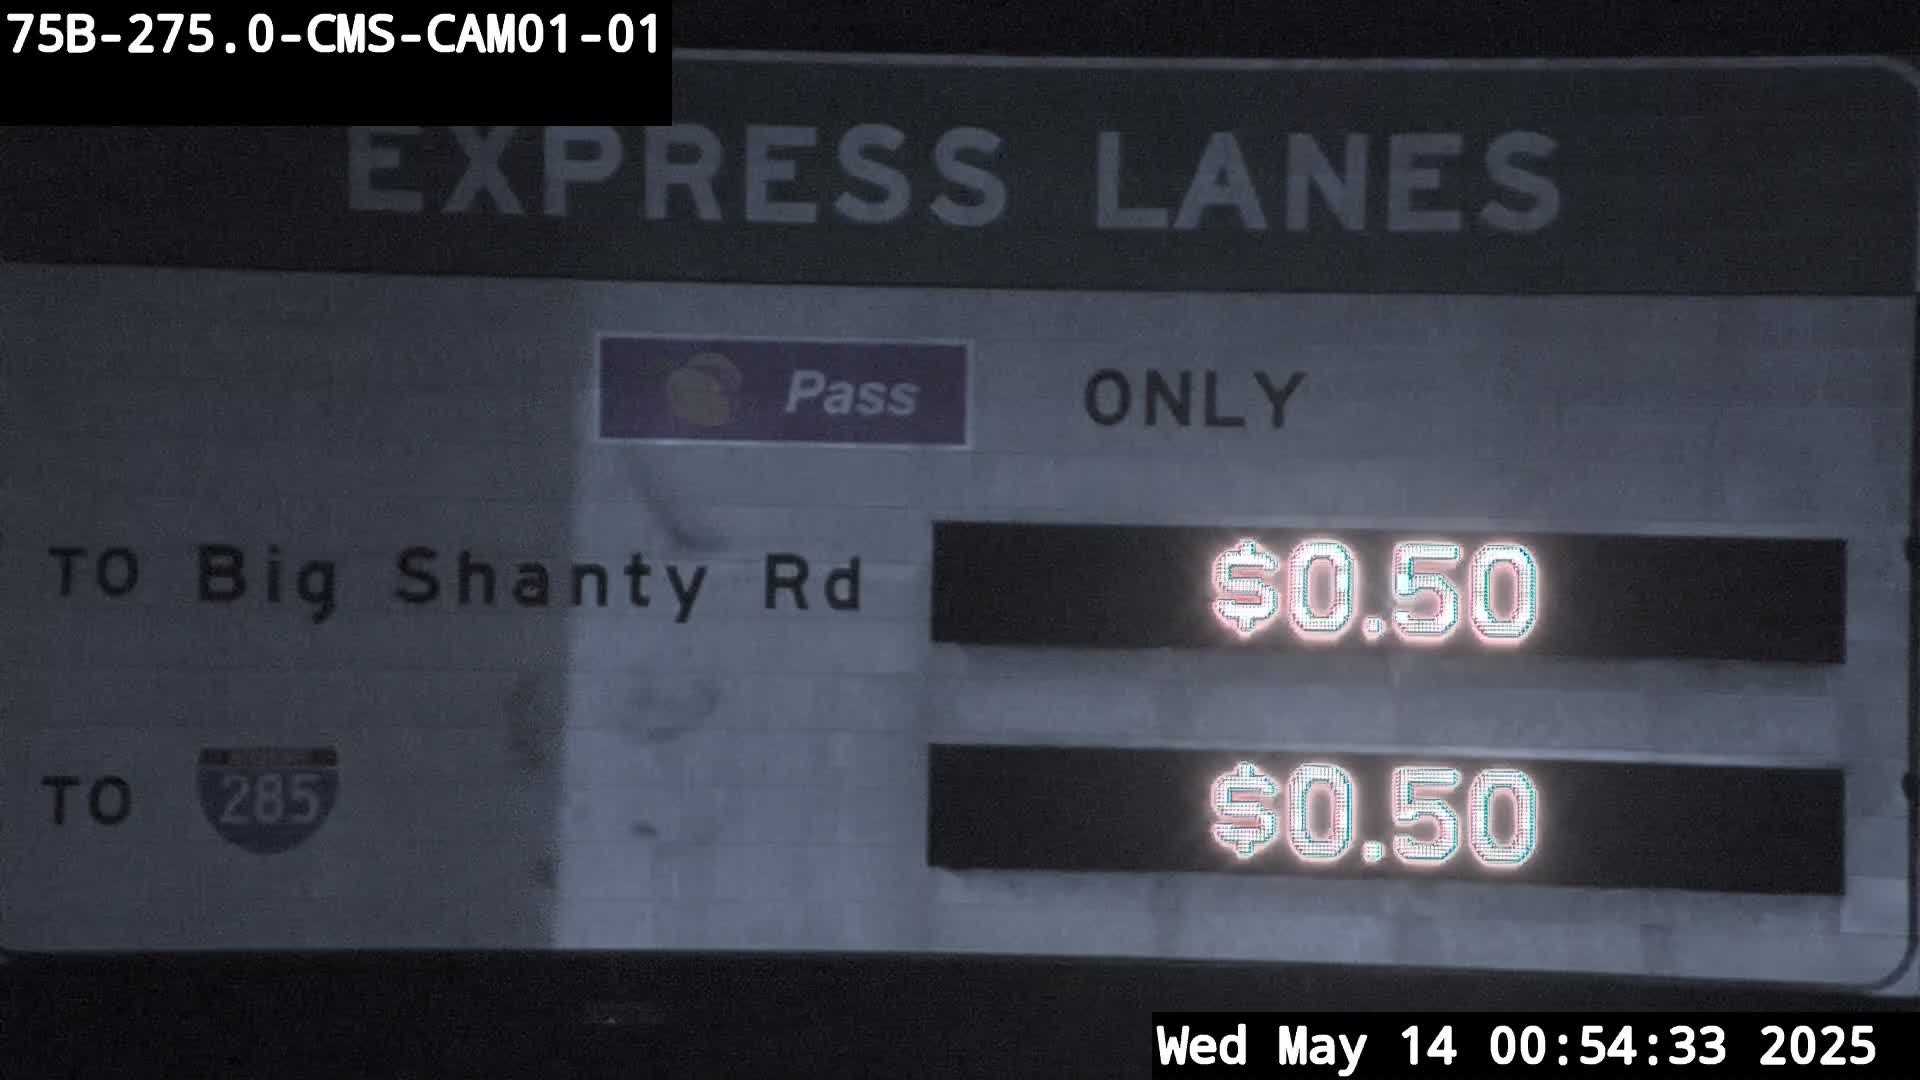 75B-275.0-CMS-CAM01-01
EXPRESS LANES
Pass ONLY
TO Big Shanty Rd $0.50
TO 285 $0.50
Wed May 14 00:54:33 2025